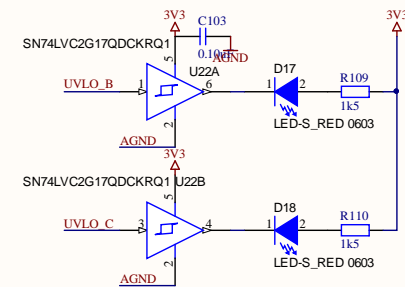 3V3
C103
3V3
SN74LVC2G17QDCKRQ1
0.10uF
AGND
5
U22A
D17
R109
UVLO_B
1
6
1
2
1k5
2
LED-S_RED 0603
AGND
3V3
SN74LVC2G17QDCKRQ1 U22B
5
D18
R110
UVLO_C
3
4
1
2
1k5
2
LED-S_RED 0603
AGND